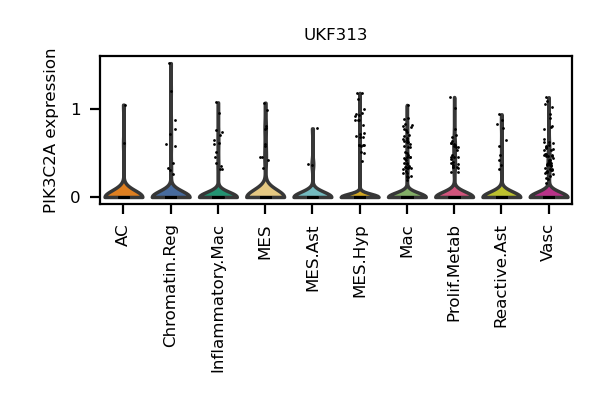 UKF313
PIK3C2A expression
1
0
AC
Chromatin.Reg
Inflammatory.Mac
MES
MES.Ast
MES.Hyp
Mac
Prolif.Metab
Reactive.Ast
Vasc